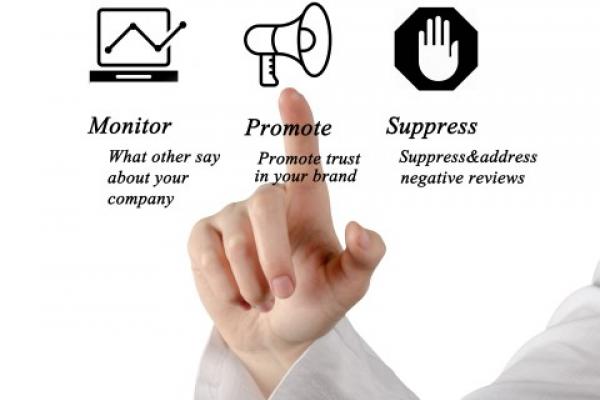 Monitor
What other say
about your
company
Promote
Promote trust
in your brand
Suppress
Suppress&address
negative reviews